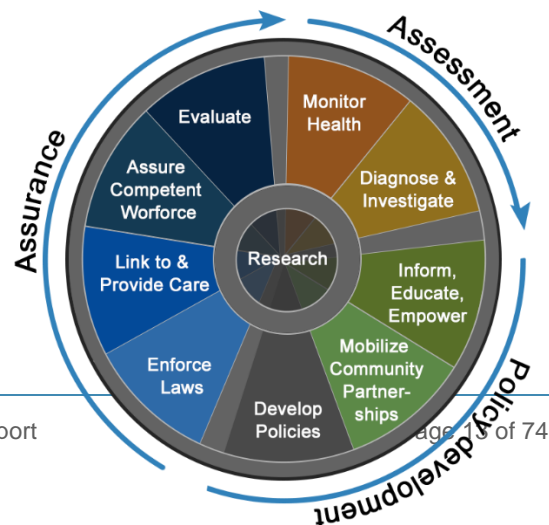 Assessment
Monitor
Health
Diagnose &
Investigate
Inform,
Educate,
Empower
Mobilize
Community
Partner-
ships
Develop
Policies
Enforce
Laws
Link to &
Provide Care
Assure
Competent
Worforce
Evaluate
Research
Assurance
Policy development
13 of 74